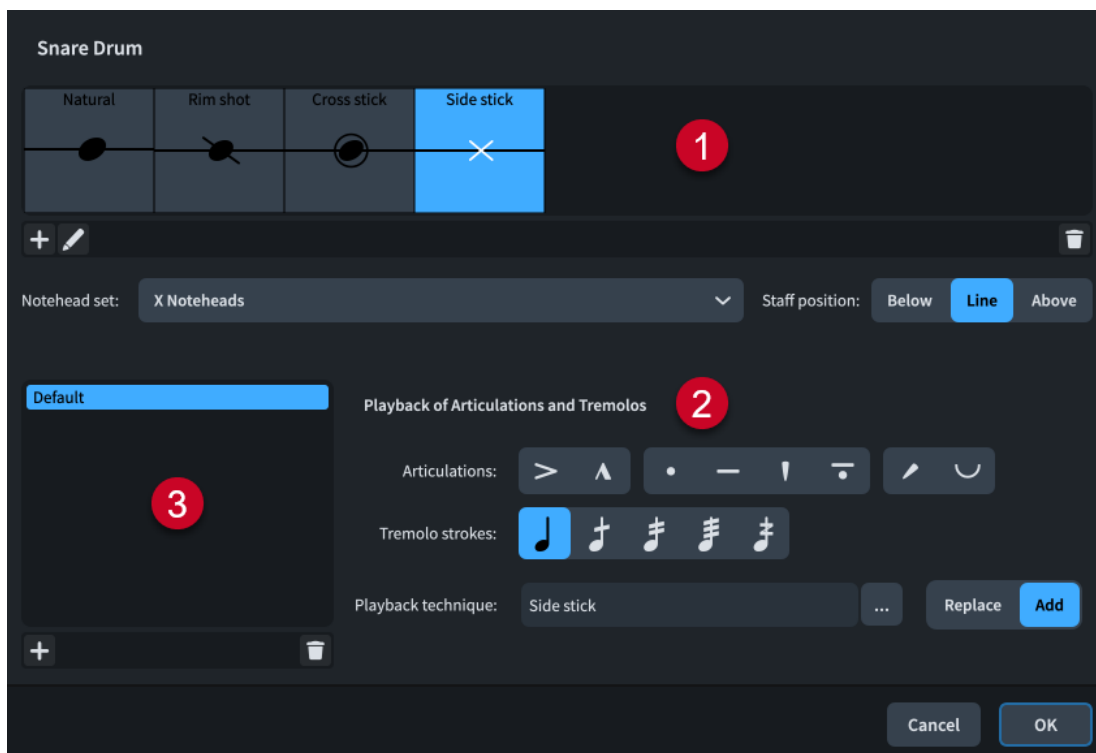 Snare Drum
Natural Rim shot Cross stick Side stick
1
Notehead set: X Noteheads Staff position: Below Line Above
Default
Playback of Articulations and Tremolos 2
Articulations:
3
Tremolo strokes:
Playback technique: Side stick ... Replace Add
Cancel OK